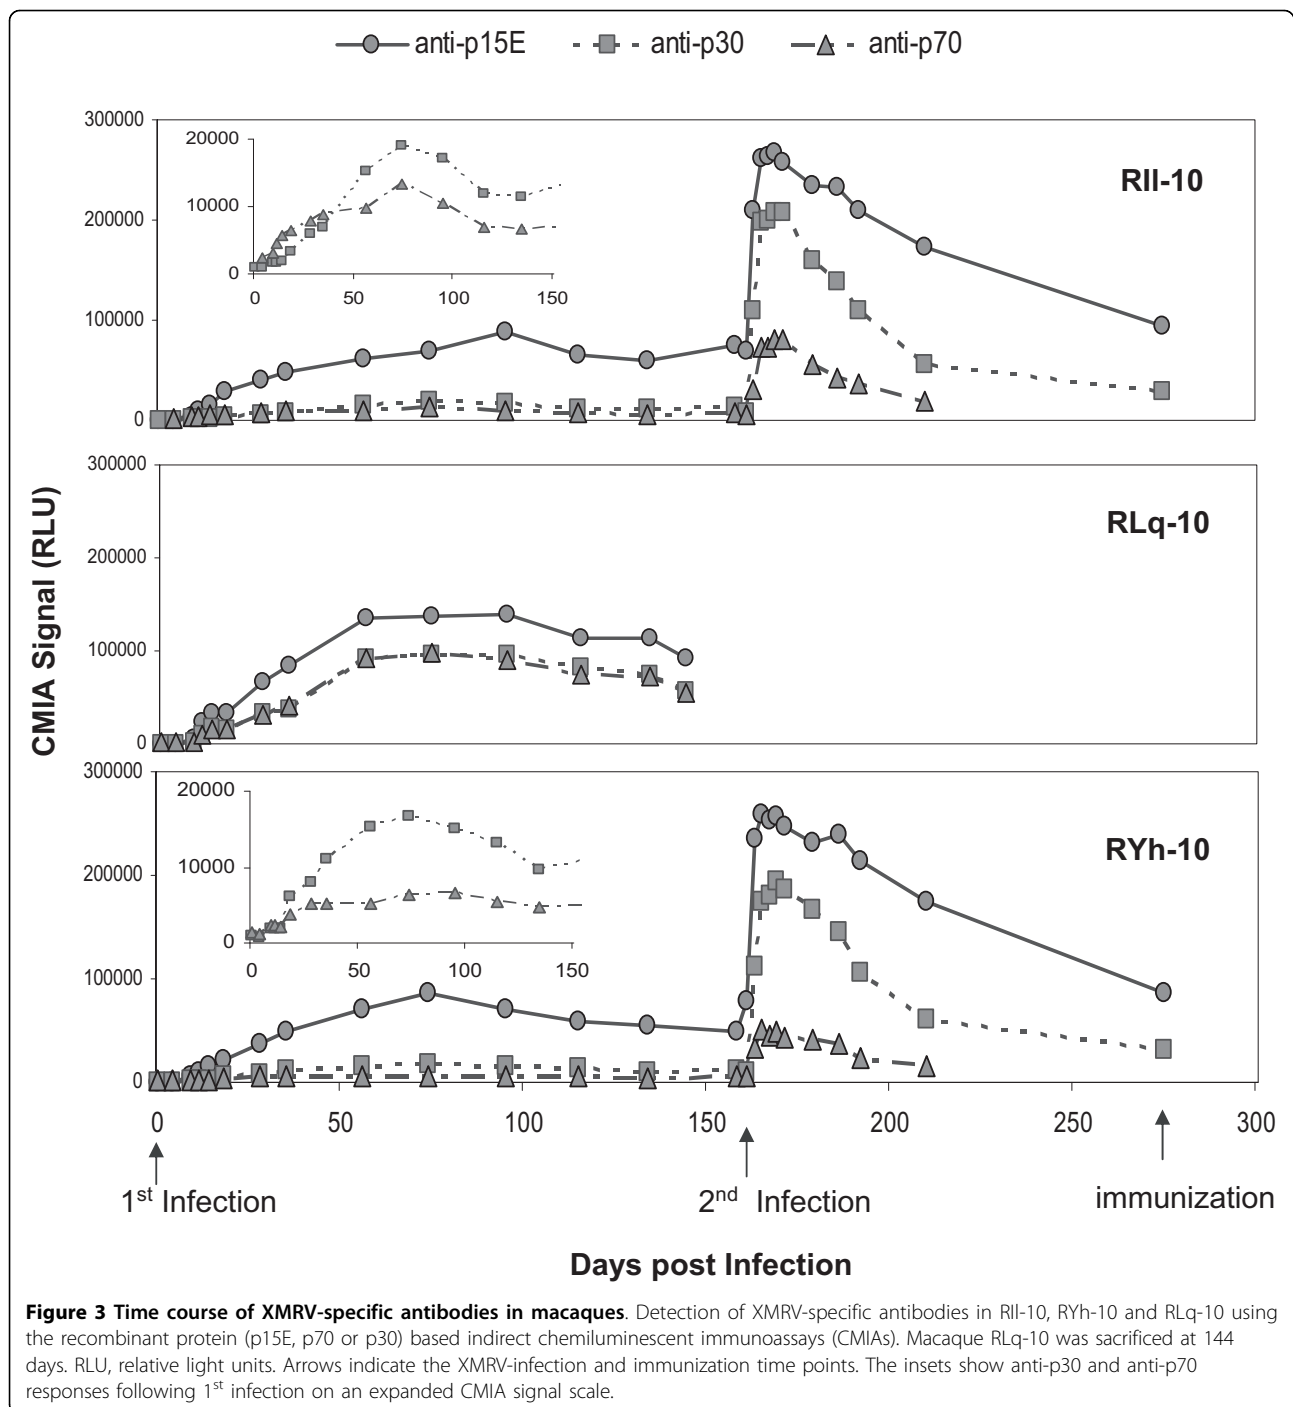 anti-p15E anti-p30 anti-p70
CMIA Signal (RLU)
300000
200000
100000
0
RIl-10
20000
10000
0
0 50 100 150
300000
200000
100000
0
RLq-10
300000
200000
100000
0
RYh-10
20000
10000
0
0 50 100 150
0 50 100 150 200 250 300
1st Infection 2nd Infection immunization
Days post Infection
Figure 3 Time course of XMRV-specific antibodies in macaques. Detection of XMRV-specific antibodies in RIl-10, RYh-10 and RLq-10 using
the recombinant protein (p15E, p70 or p30) based indirect chemiluminescent immunoassays (CMIAs). Macaque RLq-10 was sacrificed at 144
days. RLU, relative light units. Arrows indicate the XMRV-infection and immunization time points. The insets show anti-p30 and anti-p70
responses following 1st infection on an expanded CMIA signal scale.